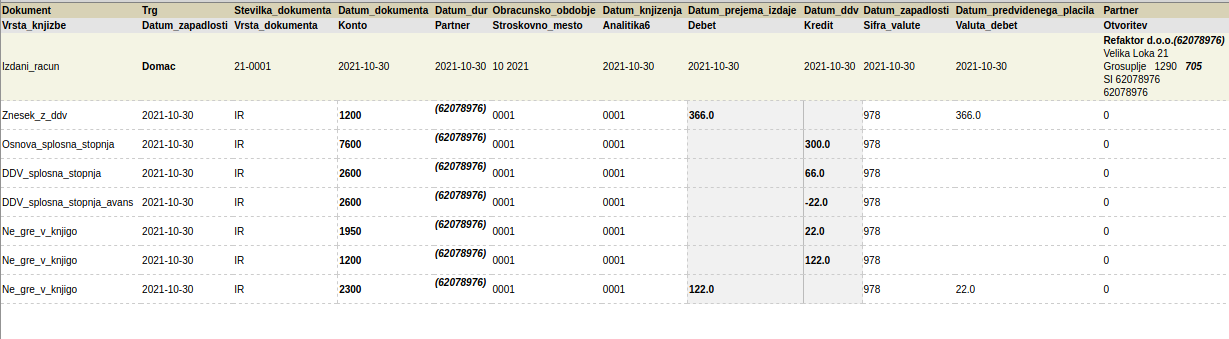 Dokument Trg Stevilka_dokumenta Datum_dokumenta Datum_dur Obracunsko_obdobje Datum_knjizenja Datum_prejema_izdaje Datum_ddv Datum_zapadlosti Datum_predvidenega_placila Partner
Vrsta_knjizbe Datum_zapadlosti Vrsta_dokumenta Konto Partner Stroskovno_mesto Analitika6 Debet Kredit Sifra_valute Valuta_debet Otvoritev
Refaktor d.o.o.(62078976)
Velika Loka 21
Izdani_racun Domac 21-0001 2021-10-30 2021-10-30 10 2021 2021-10-30 2021-10-30 2021-10-30 2021-10-30 2021-10-30 Grosuplje 1290 705
SI 62078976
62078976
Znesek_z_ddv 2021-10-30 IR 1200 (62078976) 0001 0001 366.0 978 366.0 0
Osnova_splosna_stopnja 2021-10-30 IR 7600 (62078976) 0001 0001 300.0 978 0
DDV_splosna_stopnja 2021-10-30 IR 2600 (62078976) 0001 0001 66.0 978 0
DDV_splosna_stopnja_avans 2021-10-30 IR 2600 (62078976) 0001 0001 -22.0 978 0
Ne_gre_v_knjigo 2021-10-30 IR 1950 (62078976) 0001 0001 22.0 978 0
Ne_gre_v_knjigo 2021-10-30 IR 1200 (62078976) 0001 0001 122.0 978 0
Ne_gre_v_knjigo 2021-10-30 IR 2300 (62078976) 0001 0001 122.0 978 22.0 0